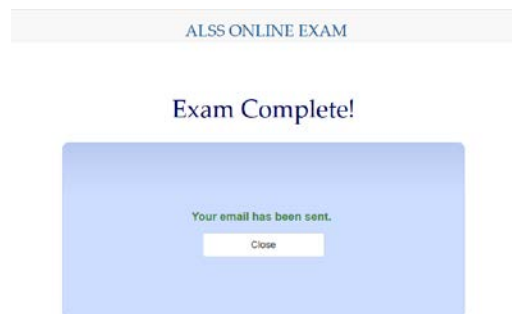 ALSS ONLINE EXAM
Exam Complete!
Your email has been sent.
Close